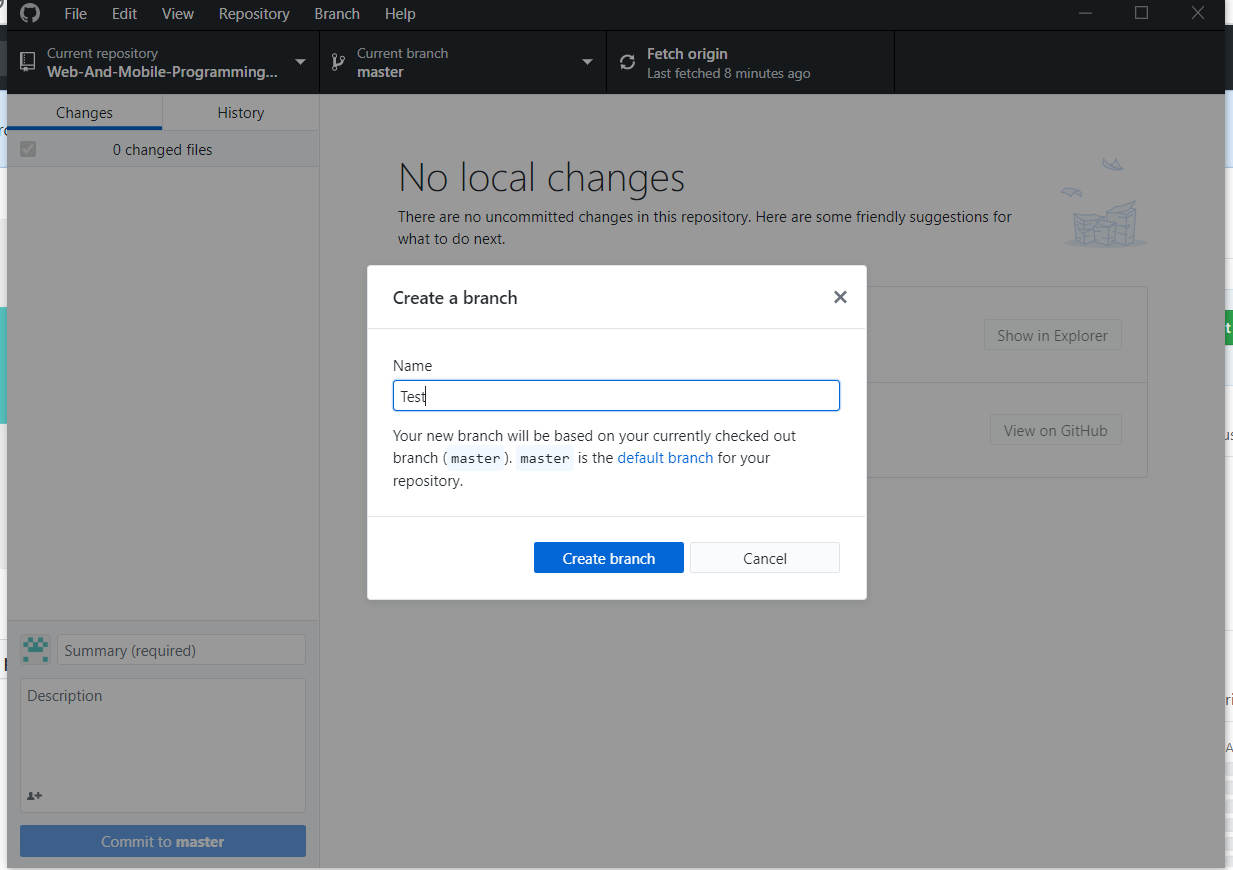 File Edit View Repository Branch Help
Current repository
Web-And-Mobile-Programming...
Current branch
master
Fetch origin
Last fetched 8 minutes ago
Changes History
0 changed files
No local changes
There are no uncommitted changes in this repository. Here are some friendly suggestions for
what to do next.
Show in Explorer
View on GitHub
Create a branch
Name
Test
Your new branch will be based on your currently checked out
branch (master). master is the default branch for your
repository.
Create branch Cancel
Summary (required)
Description
Commit to master